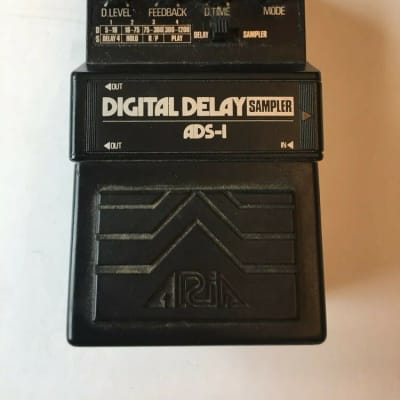 D.LEVEL FEEDBACK D.TIME MODE
1 2 3 4
D 5-18 18-75 75-300 300-1200 DELAY SAMPLER
S DELAY 4 HOLD R/P PLAY
OUT
DIGITAL DELAY SAMPLER
ADS-1
OUT IN
ARIA